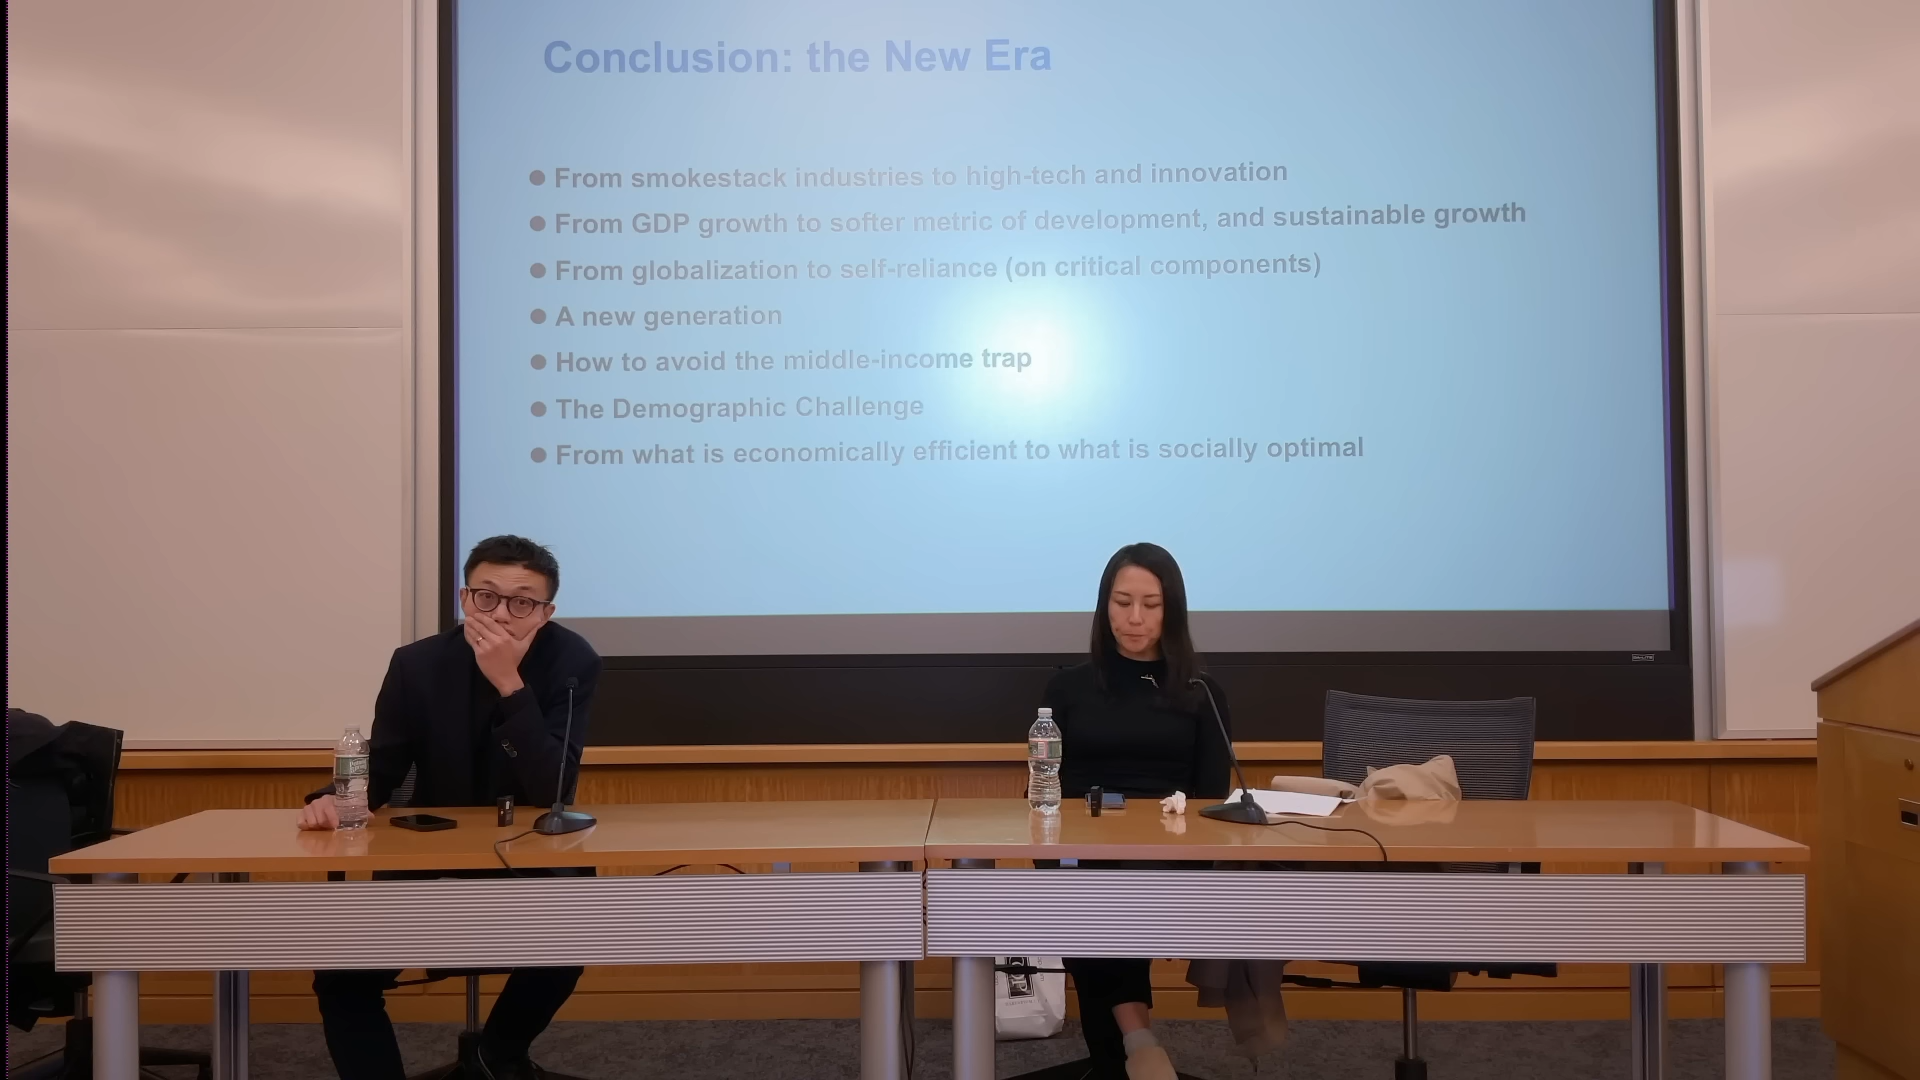 Conclusion: the New Era
● From smokestack industries to high-tech and innovation
● From GDP growth to softer metric of development, and sustainable growth
● From globalization to self-reliance (on critical components)
● A new generation
● How to avoid the middle-income trap
● The Demographic Challenge
● From what is economically efficient to what is socially optimal